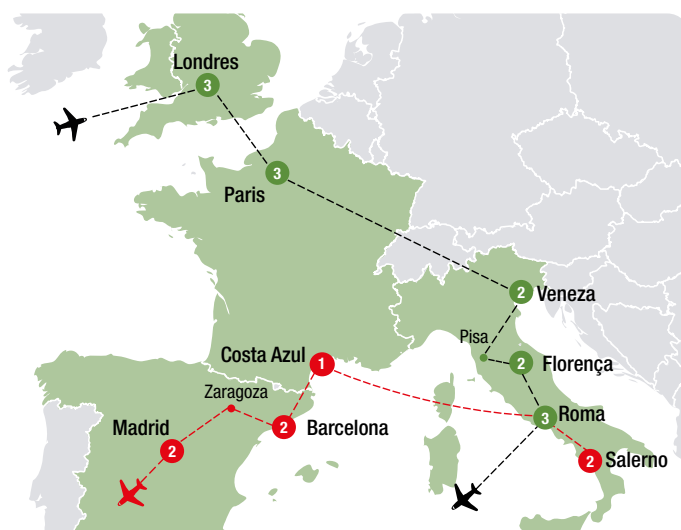 Londres
3
3
Paris
2
Veneza
Pisa
Costa Azul
1
2
Florença
Zaragoza
Madrid
2
2
Barcelona
3
Roma
2
Salerno